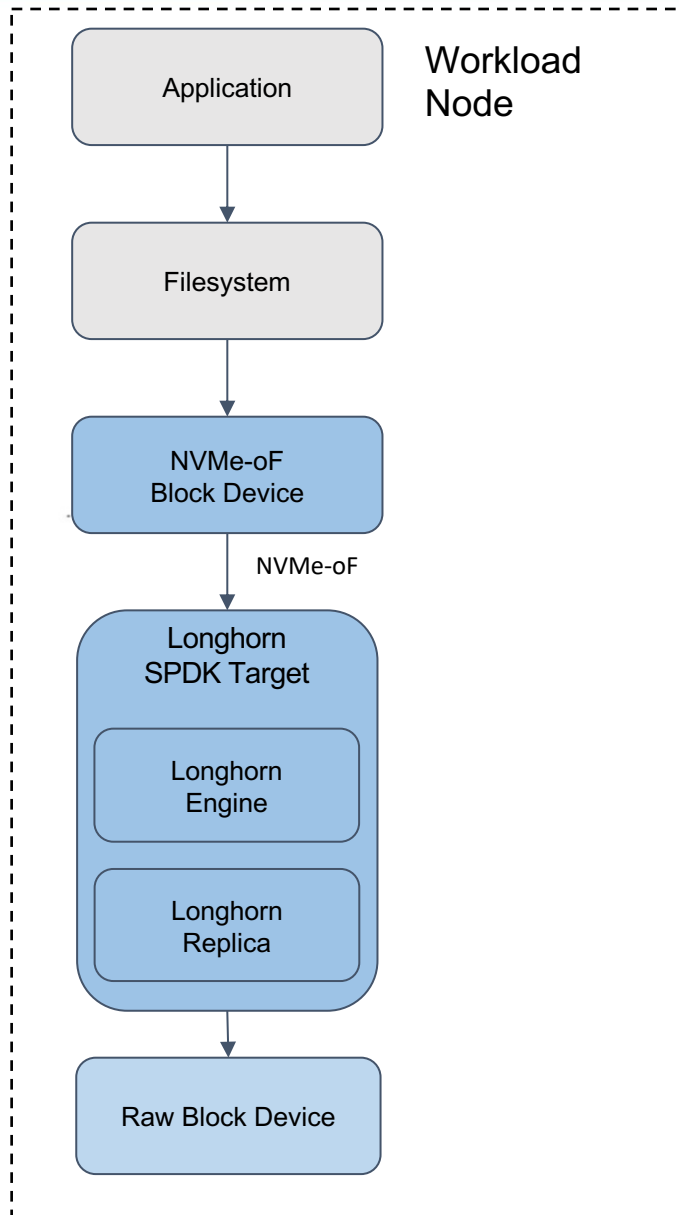 Application
Workload
Node
Filesystem
NVMe-oF
Block Device
NVMe-oF
Longhorn
SPDK Target
Longhorn
Engine
Longhorn
Replica
Raw Block Device